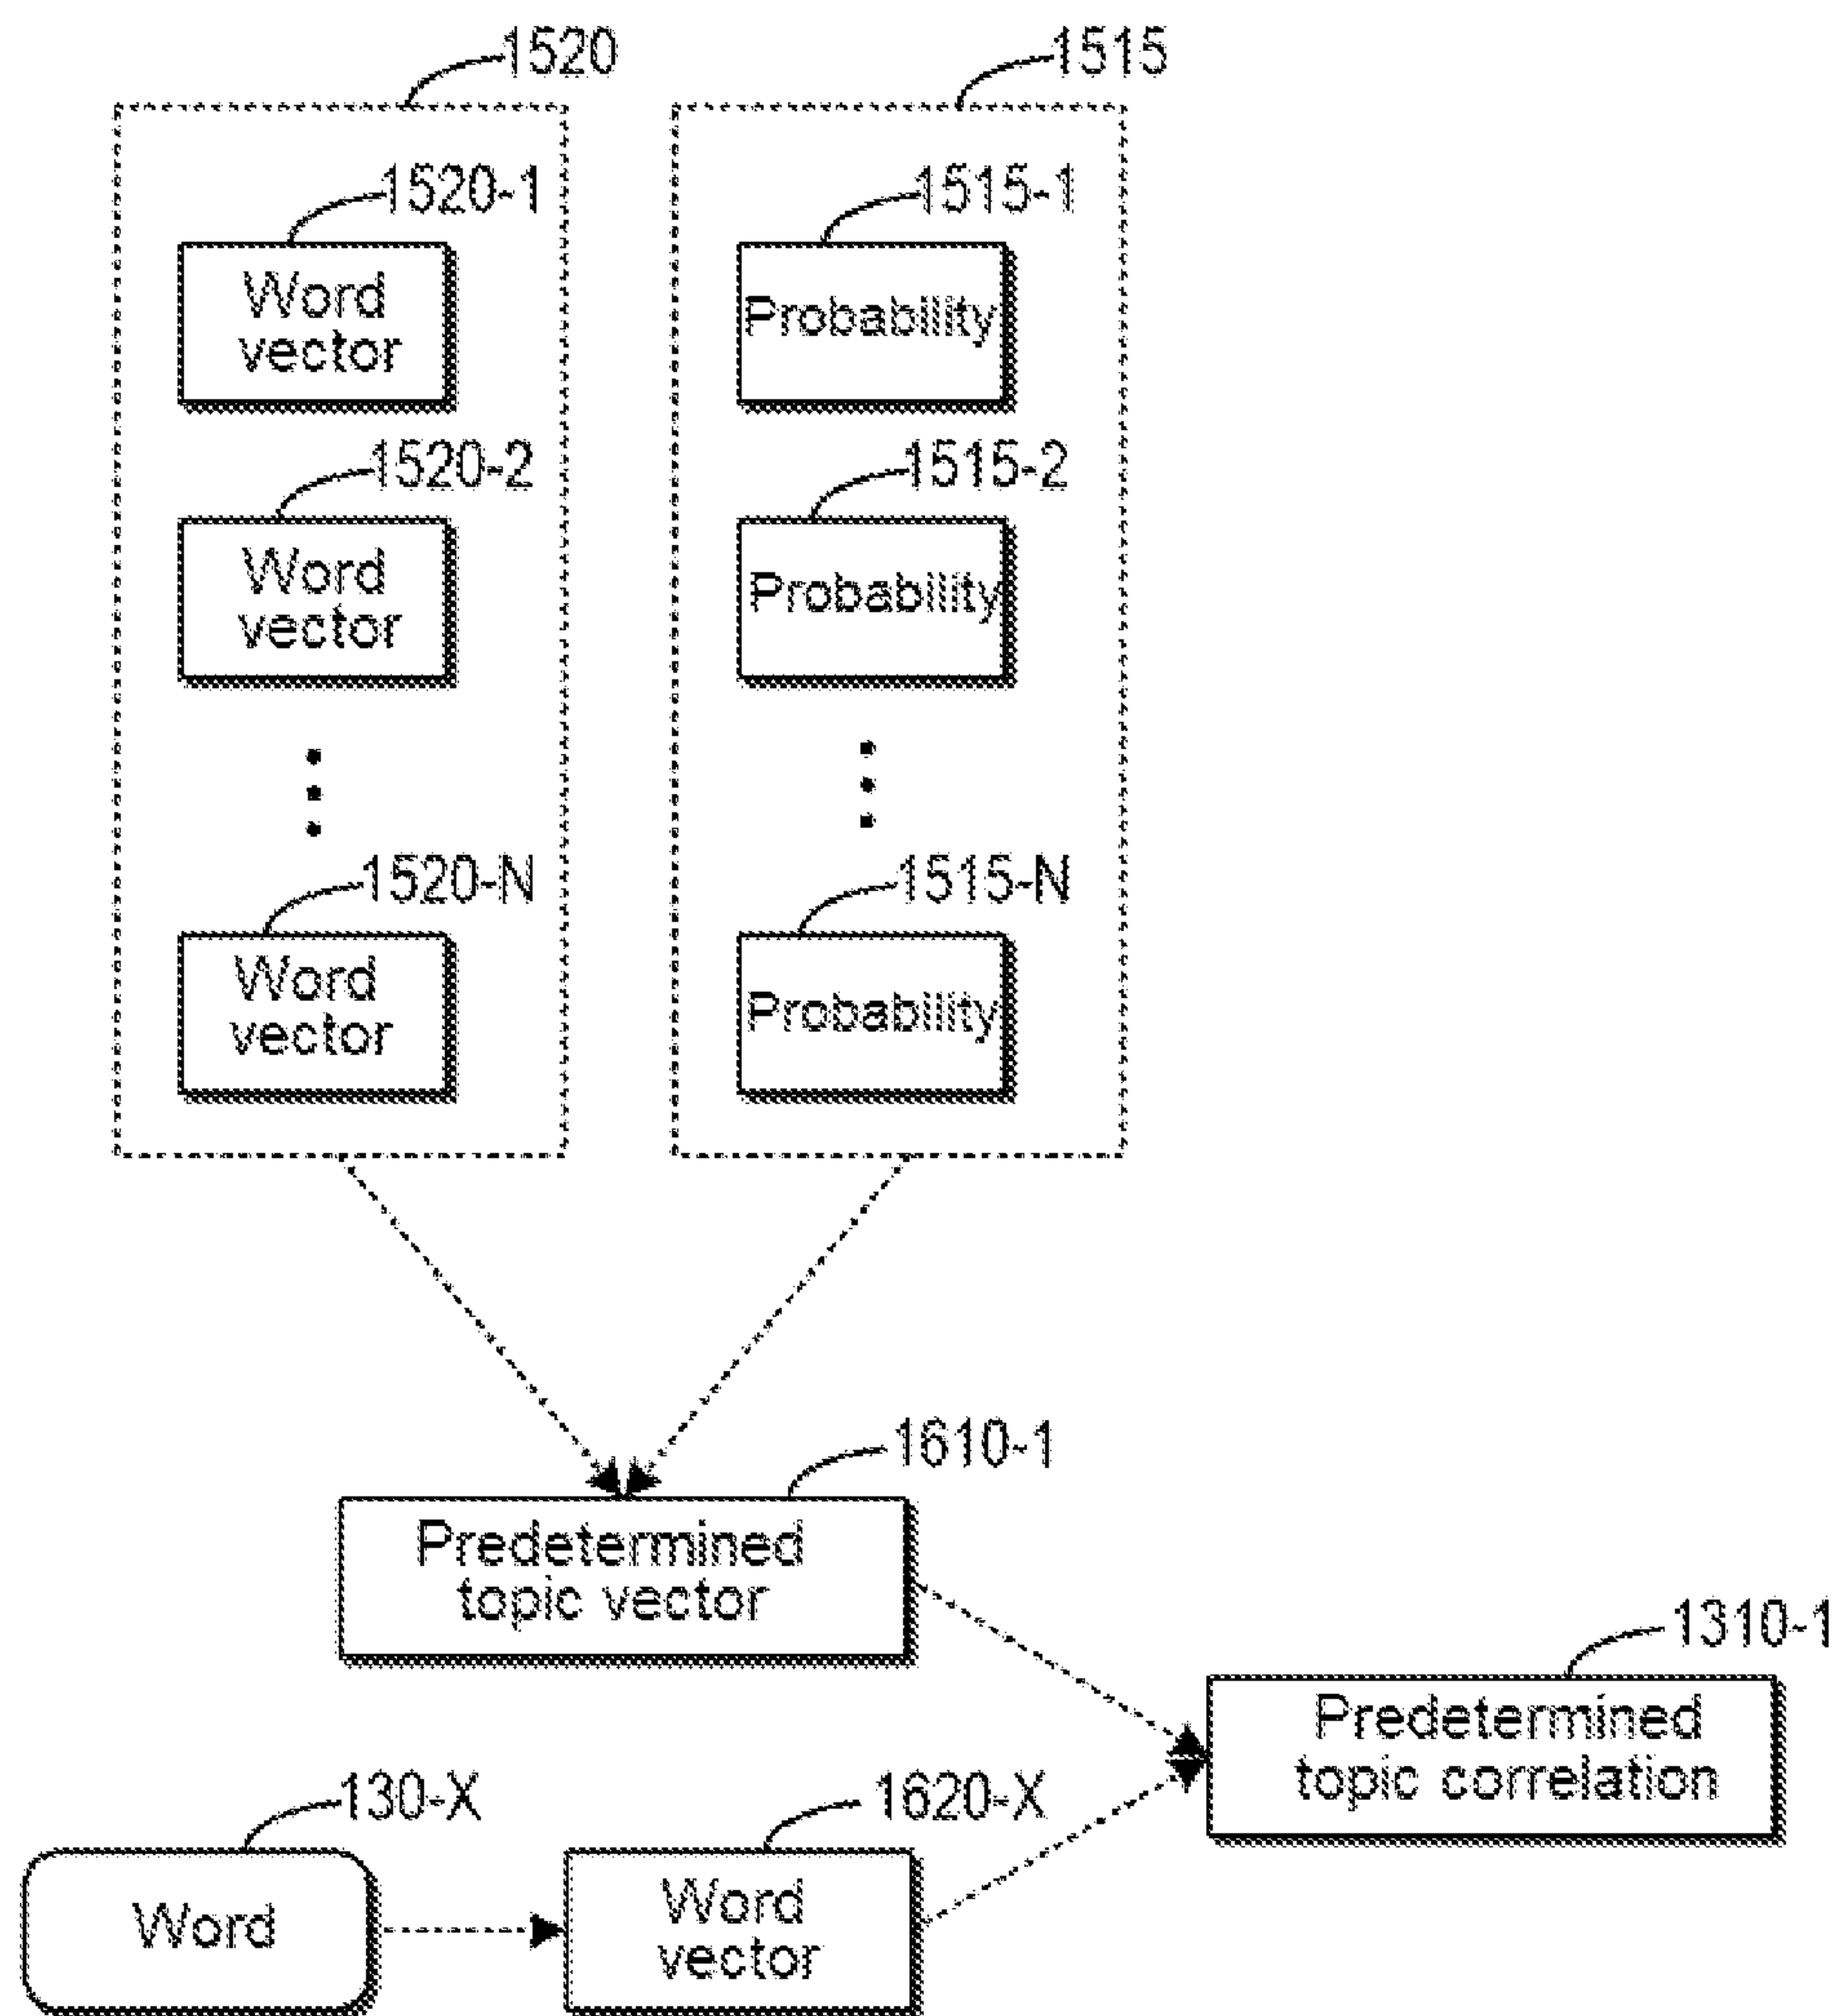 1520
1515
1520-1
1515-1
Word
vector
Probability
1520-2
1515-2
Word
vector
Probability
1520-N
1515-N
Word
vector
Probability
1610-1
Predetermined
topic vector
1310-1
Predetermined
topic correlation
130-X
1620-X
Word
Word
vector